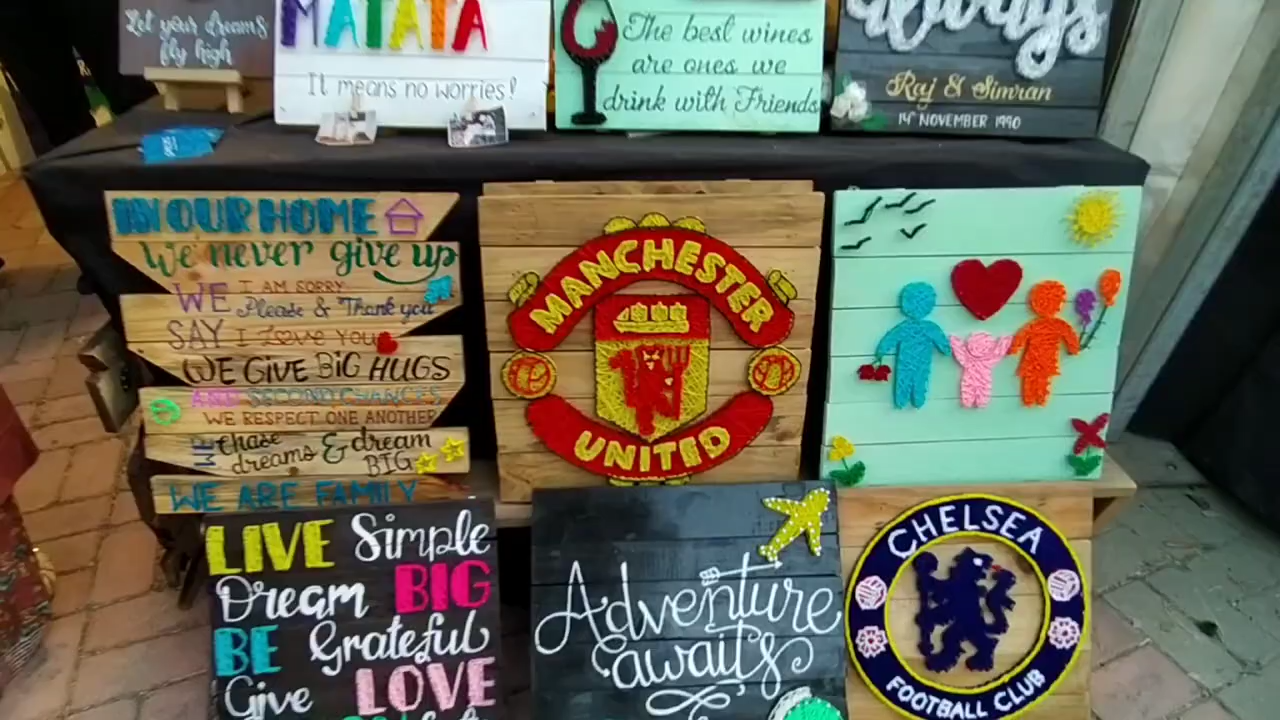 Let your dreams
fly high
MATATA
It means no worries!
The best wines
are ones we
drink with Friends
always
Raj & Simran
14 NOVEMBER 1990
IN OUR HOME
We never give up
WE I AM SORRY
Please & Thank you
SAY I Love You
WE GIVE BIG HUGS
AND SECOND CHANCES
WE RESPECT ONE ANOTHER
Chase
dreams & dream
BIG
WE ARE FAMILY
MANCHESTER
UNITED
LIVE Simple
Dream BIG
BE Grateful
Give LOVE
Adventure
awaits
CHELSEA
FOOTBALL CLUB